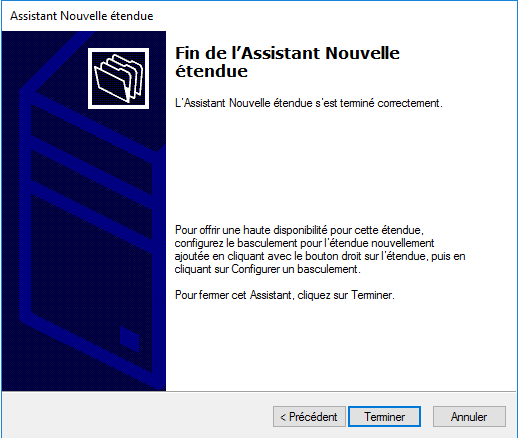 Assistant Nouvelle étendue
Fin de l'Assistant Nouvelle
étendue
L'Assistant Nouvelle étendue s'est terminé correctement.
Pour offrir une haute disponibilité pour cette étendue,
configurez le basculement pour l'étendue nouvellement
ajoutée en cliquant avec le bouton droit sur l'étendue, puis en
cliquant sur Configurer un basculement.
Pour fermer cet Assistant, cliquez sur Terminer.
< Précédent Terminer Annuler